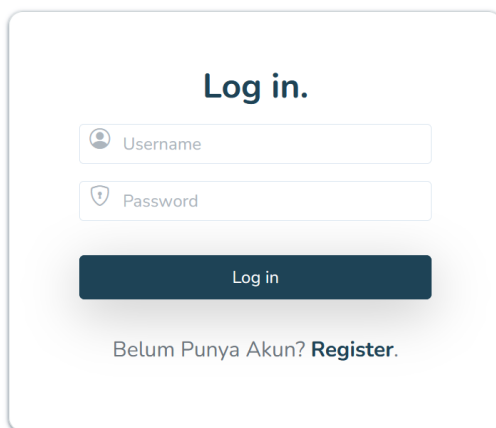 Log in.
Username
Password
Log in
Belum Punya Akun? Register.